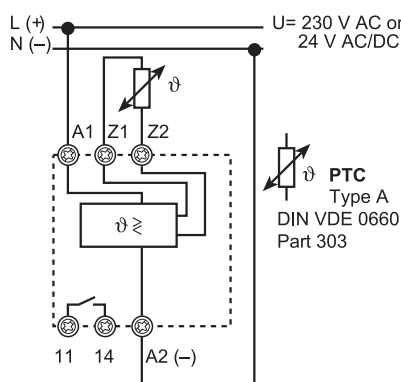 L (+)
U= 230 V AC or
N (−)
24 V AC/DC
ϑ
A1 Z1 Z2
ϑ PTC
Type A
DIN VDE 0660
Part 303
ϑ ≷
11 14 A2 (−)